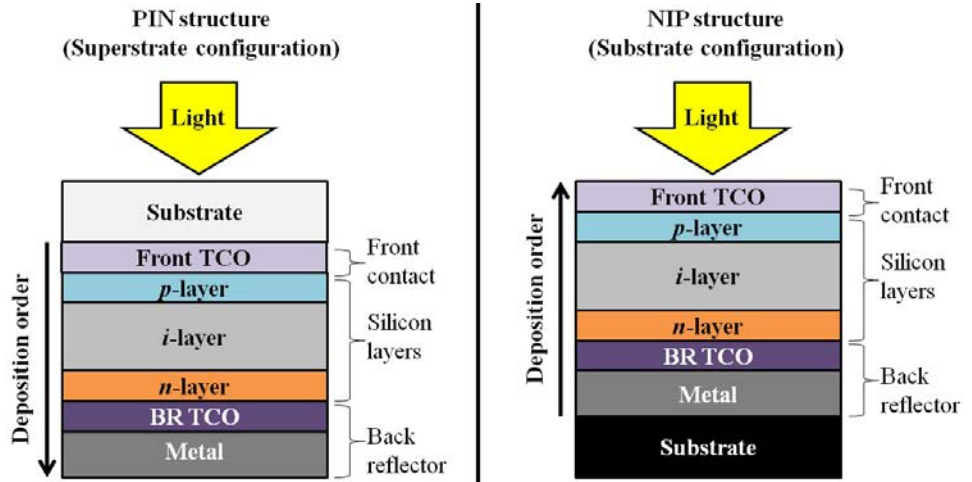 PIN structure
(Superstrate configuration)
Light
Substrate
Front TCO
p-layer
i-layer
n-layer
BR TCO
Metal
Deposition order
Front
contact
Silicon
layers
Back
reflector
NIP structure
(Substrate configuration)
Light
Front TCO
p-layer
i-layer
n-layer
BR TCO
Metal
Substrate
Deposition order
Front
contact
Silicon
layers
Back
reflector